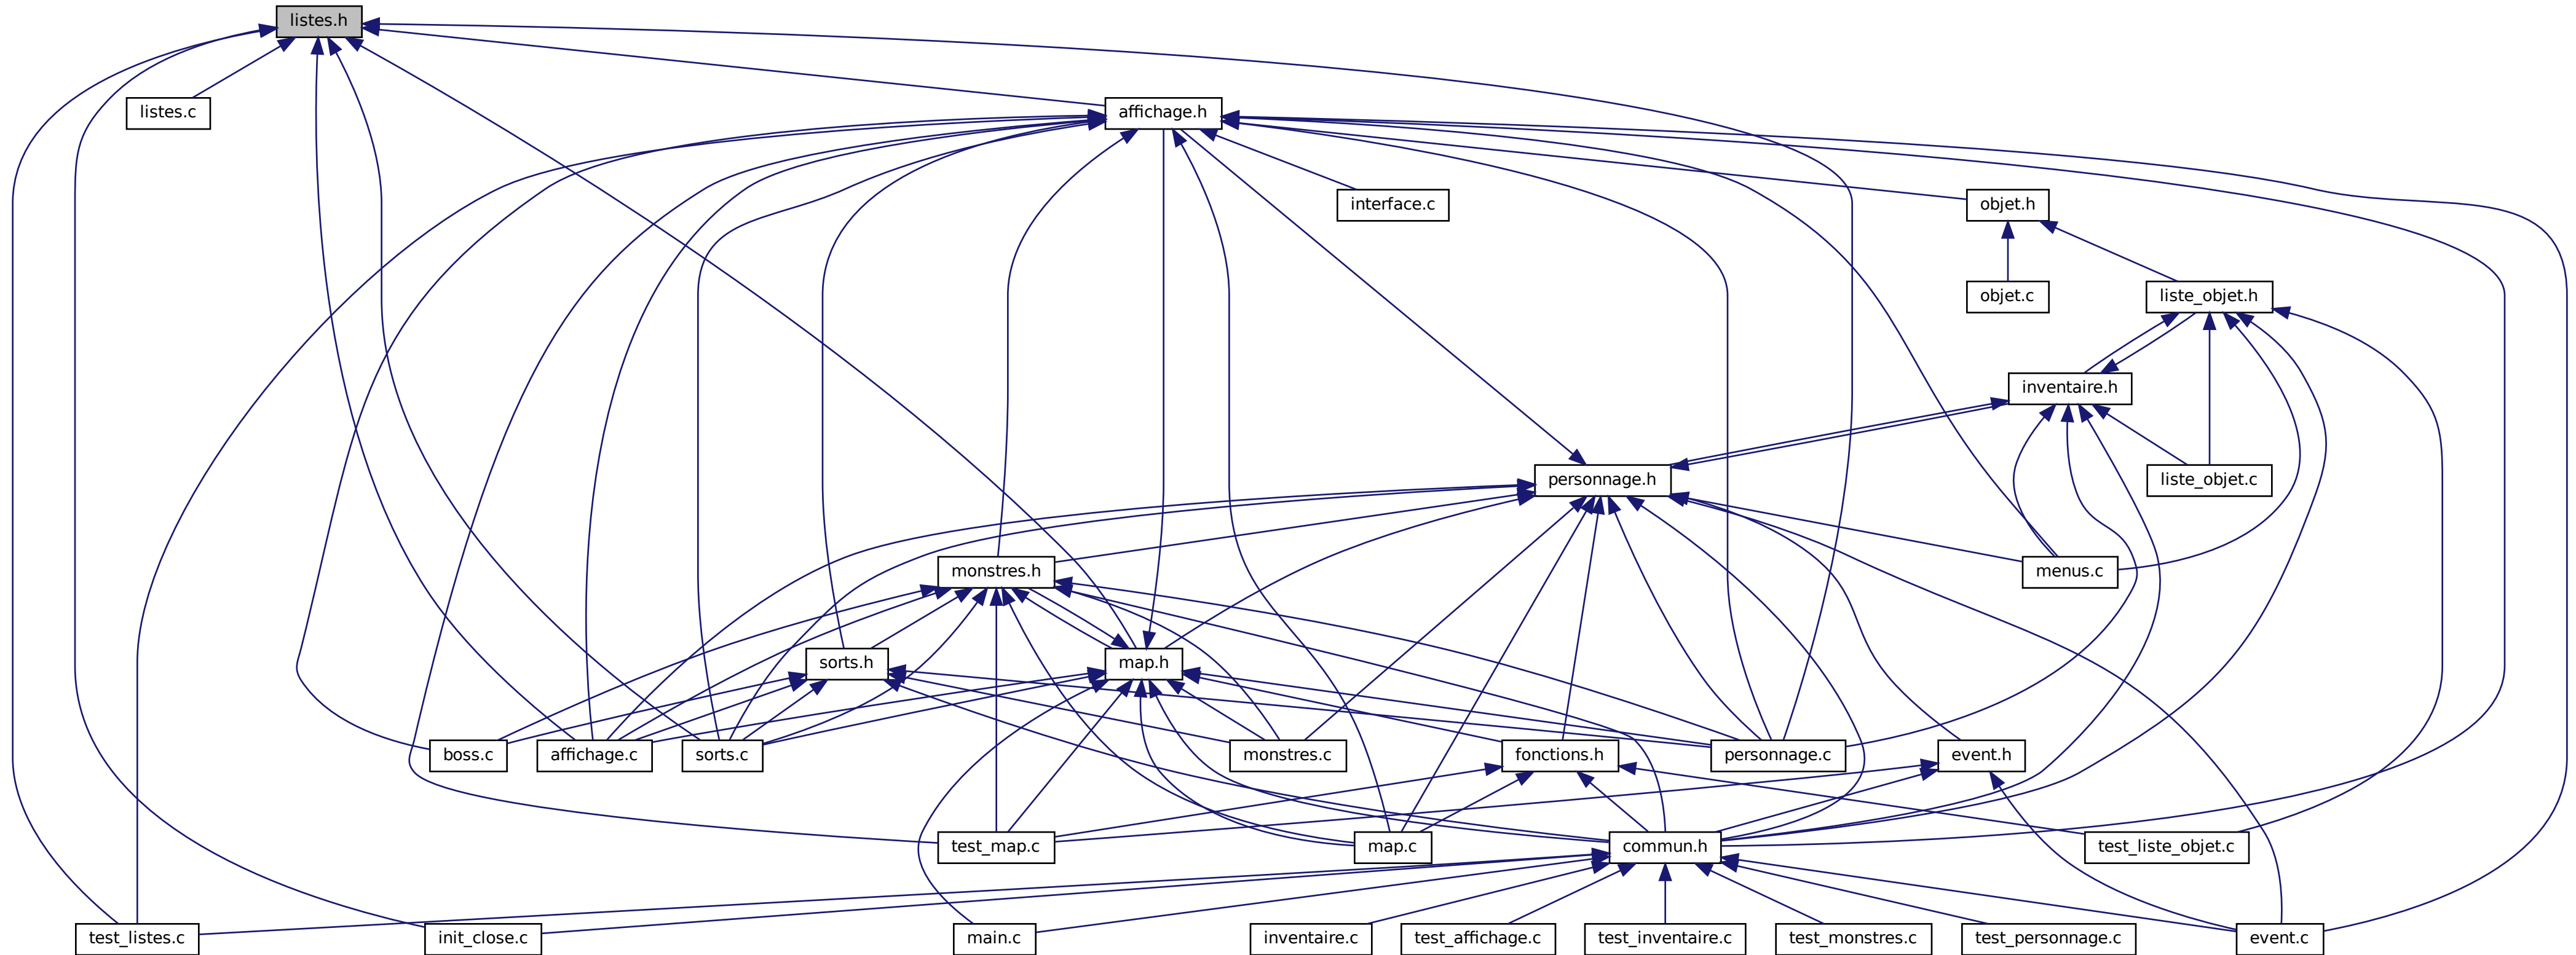 listes.h
listes.c
affichage.h
interface.c
objet.h
objet.c
liste_objet.h
inventaire.h
personnage.h
liste_objet.c
monstres.h
menus.c
sorts.h
map.h
boss.c
affichage.c
sorts.c
monstres.c
fonctions.h
personnage.c
event.h
test_map.c
map.c
commun.h
test_liste_objet.c
test_listes.c
init_close.c
main.c
inventaire.c
test_affichage.c
test_inventaire.c
test_monstres.c
test_personnage.c
event.c